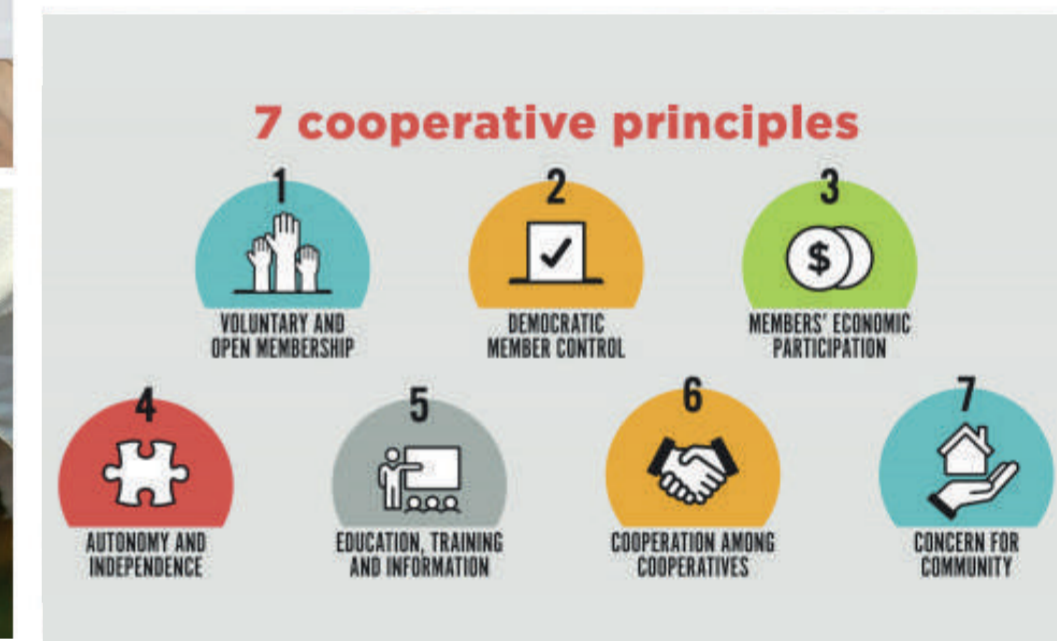 7 cooperative principles
1
2
3
$
VOLUNTARY AND
OPEN MEMBERSHIP
DEMOCRATIC
MEMBER CONTROL
MEMBERS' ECONOMIC
PARTICIPATION
4
5
6
7
AUTONOMY AND
INDEPENDENCE
EDUCATION, TRAINING
AND INFORMATION
COOPERATION AMONG
COOPERATIVES
CONCERN FOR
COMMUNITY